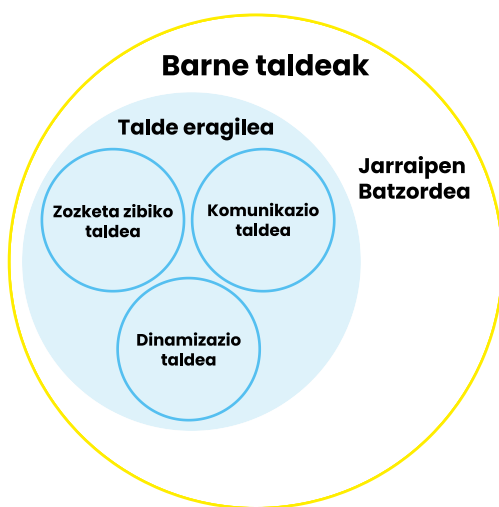 Barne taldeak
Talde eragilea
Jarraipen
Batzordea
Zozketa zibiko
taldea
Komunikazio
taldea
Dinamizazio
taldea